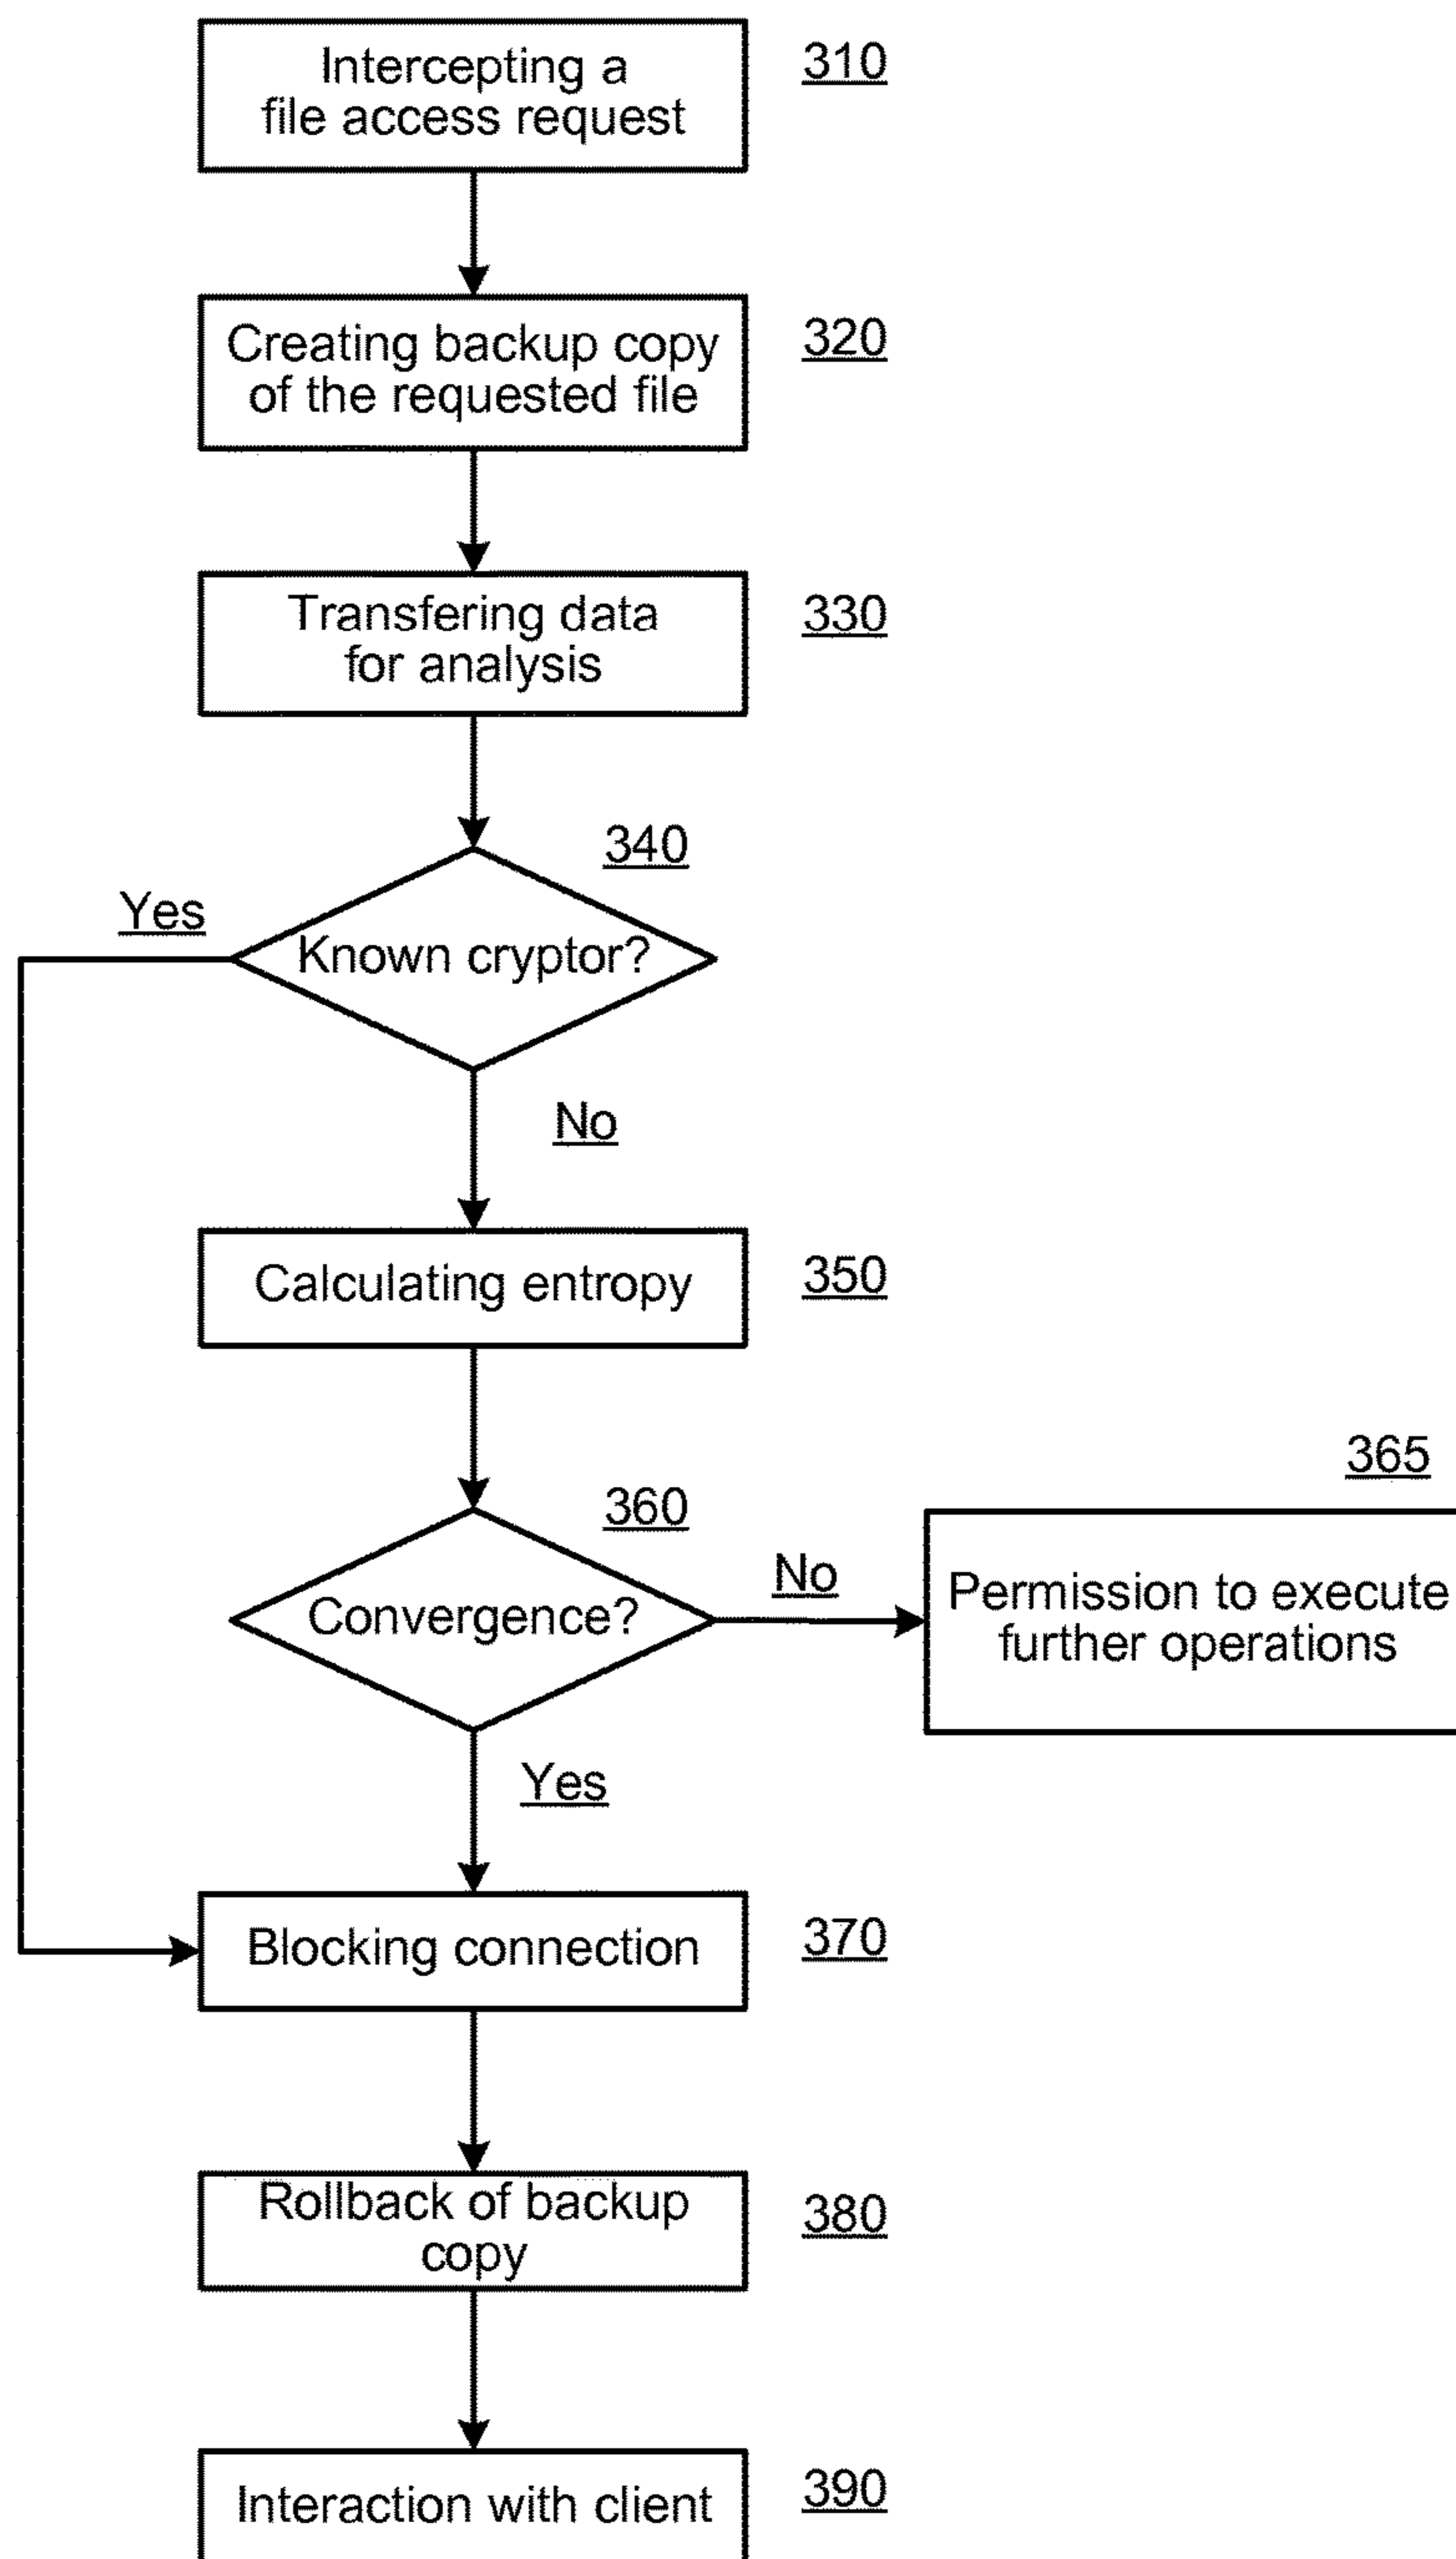 Intercepting a
file access request
310
Creating backup copy
of the requested file
320
Transfering data
for analysis
330
340
Yes
Known cryptor?
No
Calculating entropy
350
365
360
No
Convergence?
Permission to execute
further operations
Yes
Blocking connection
370
Rollback of backup
copy
380
Interaction with client
390